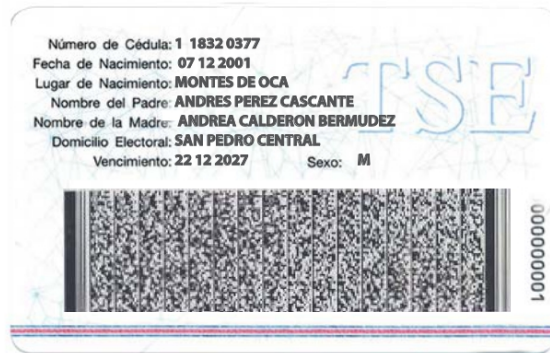 Número de Cédula: 1 1832 0377
Fecha de Nacimiento: 07 12 2001
Lugar de Nacimiento: MONTES DE OCA
Nombre del Padre: ANDRES PEREZ CASCANTE
Nombre de la Madre: ANDREA CALDERON BERMUDEZ
Domicilio Electoral: SAN PEDRO CENTRAL
Vencimiento: 22 12 2027 Sexo: M
TSE
0000000001